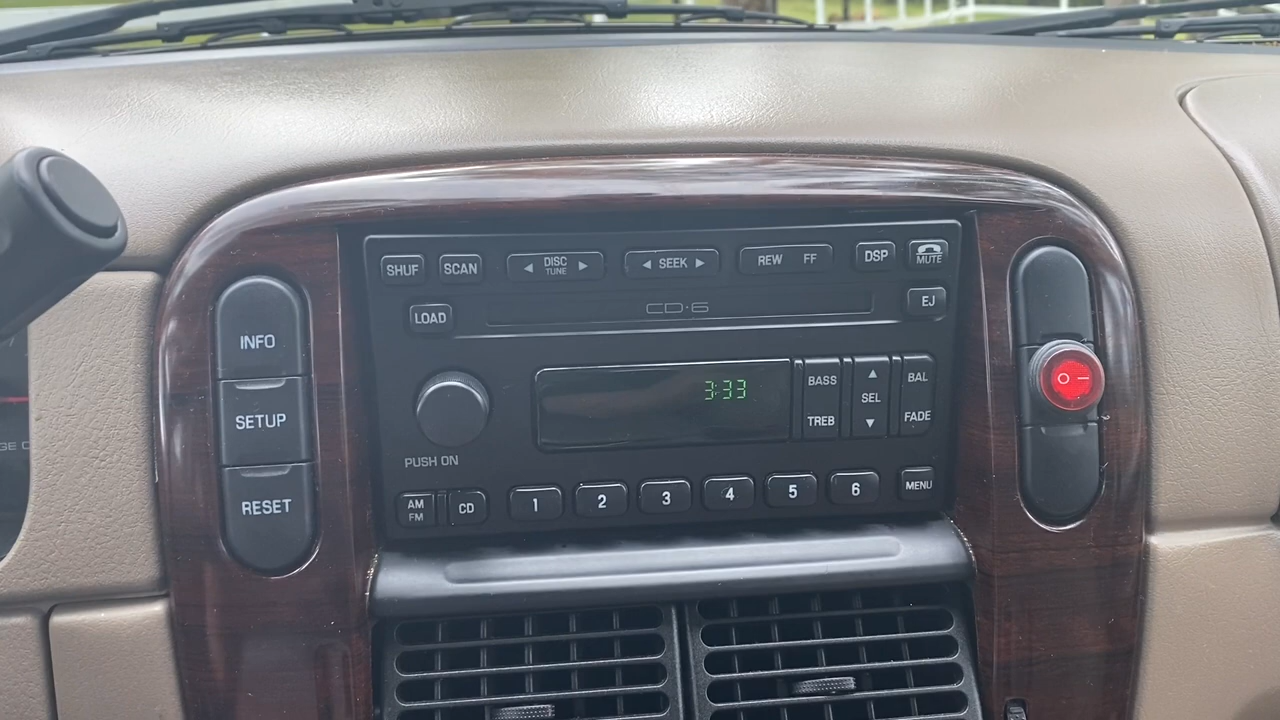 SHUF
SCAN
◄ DISC TUNE ►
◄ SEEK ►
REW FF
DSP
MUTE
LOAD
CD·6
EJ
INFO
SETUP
RESET
3:33
BASS
TREB
▲
SEL
▼
BAL
FADE
PUSH ON
AM
FM
CD
1
2
3
4
5
6
MENU
O –
GE